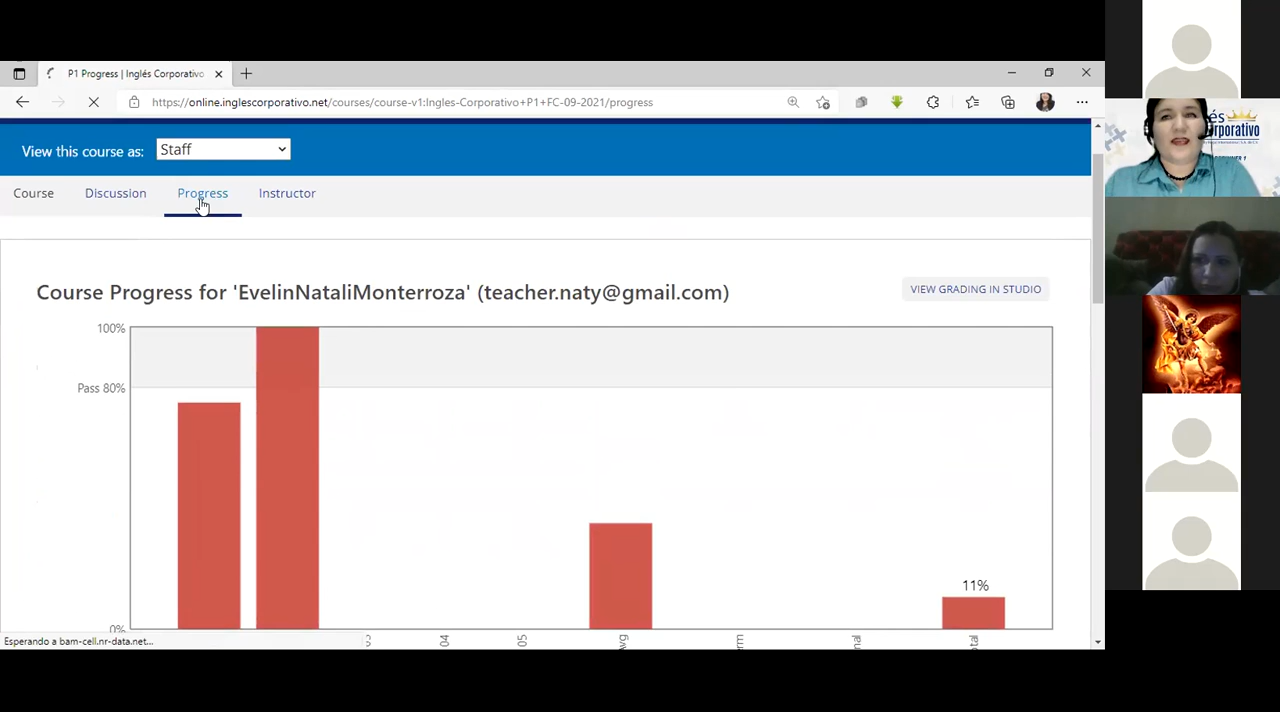 P1 Progress | Inglés Corporativo
https://online.inglescorporativo.net/courses/course-v1:Ingles-Corporativo+P1+FC-09-2021/progress
View this course as: Staff
Course Discussion Progress Instructor
Course Progress for 'EvelinNataliMonterroza' (teacher.naty@gmail.com)
VIEW GRADING IN STUDIO
100%
Pass 80%
11%
0%
04 05
Esperando a bam-cell.nr-data.net...